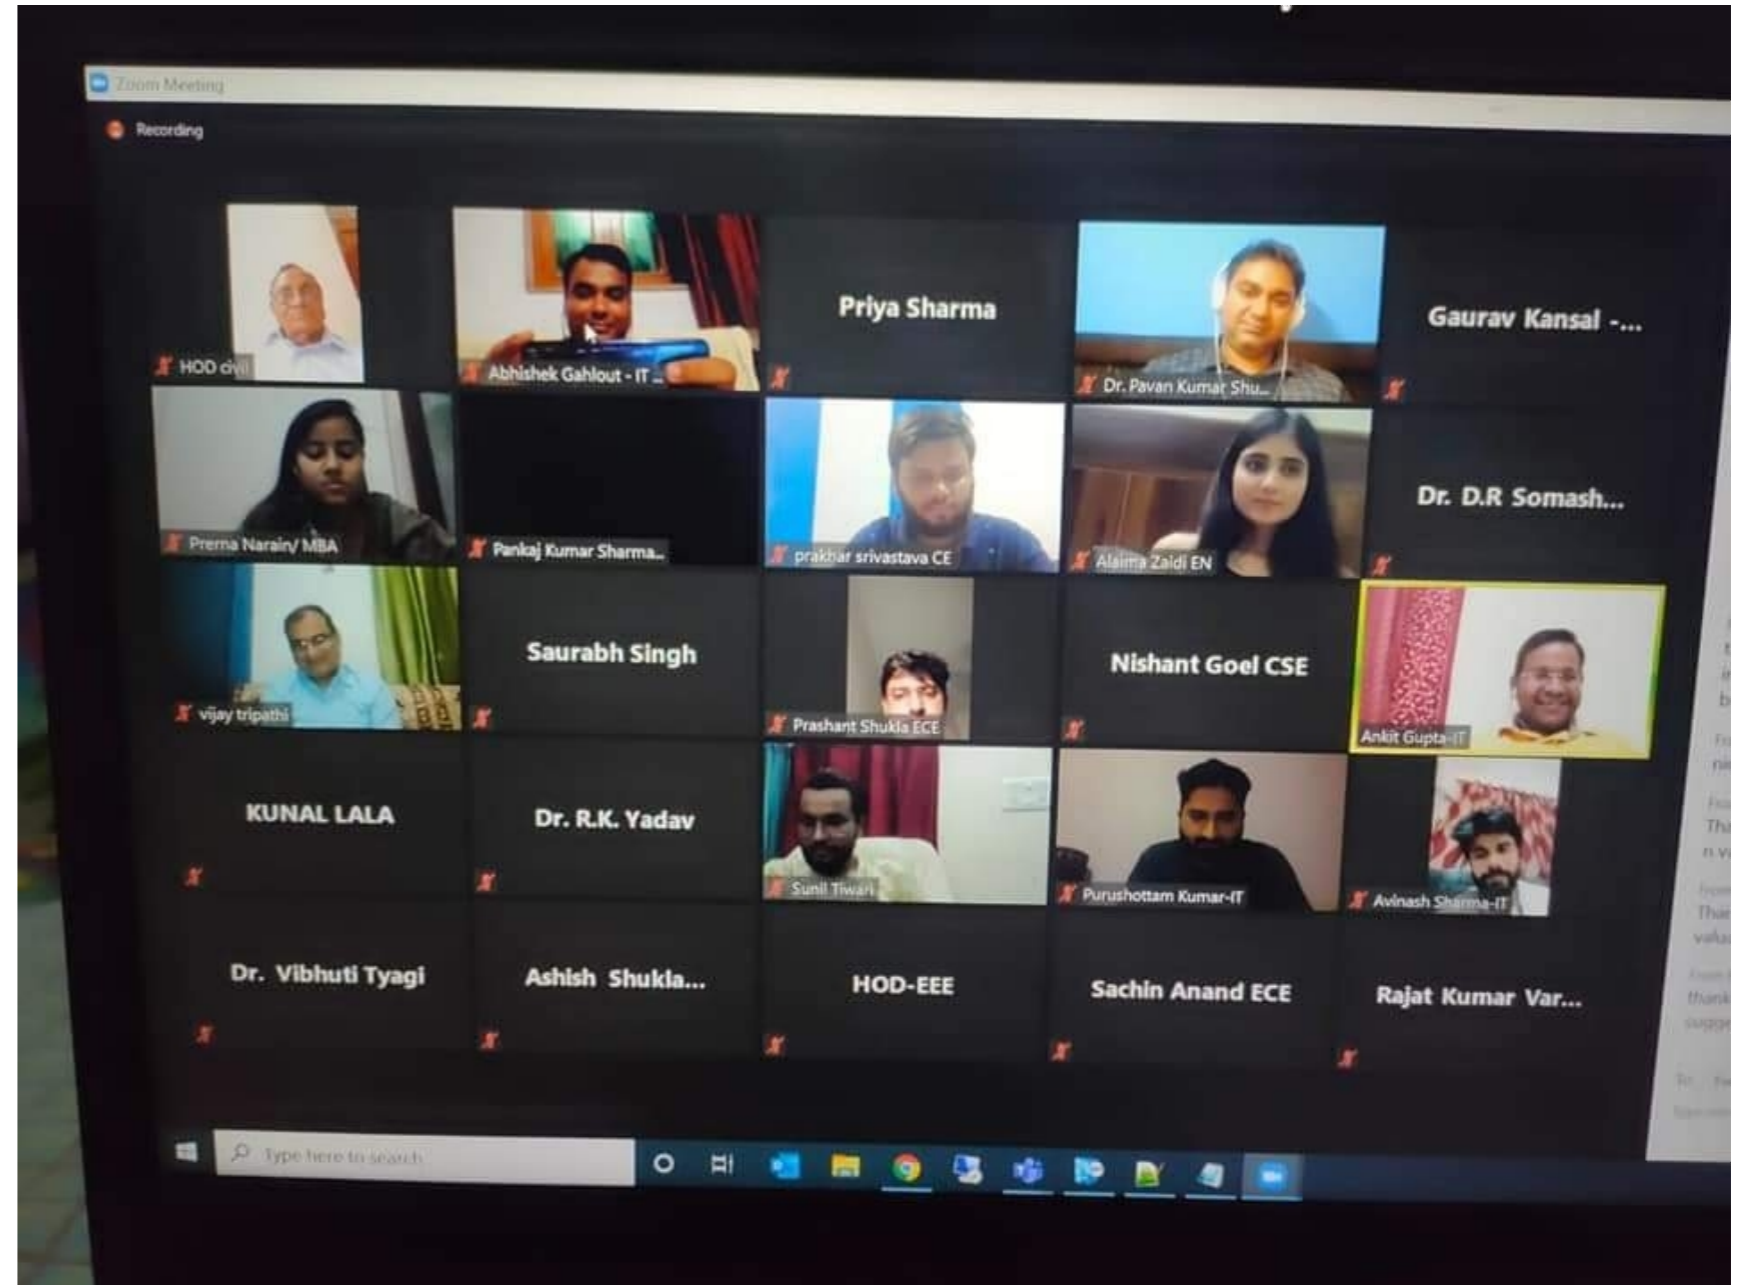 Zoom Meeting
Recording
HOD civil
Abhishek Gahlout - IT ...
Priya Sharma
Dr. Pavan Kumar Shu...
Gaurav Kansal -...
Prerna Narain/ MBA
Pankaj Kumar Sharma...
prakhar srivastava CE
Alaima Zaidi EN
Dr. D.R Somash...
vijay tripathi
Saurabh Singh
Prashant Shukla ECE
Nishant Goel CSE
Ankit Gupta-IT
KUNAL LALA
Dr. R.K. Yadav
Sunil Tiwari
Purushottam Kumar-IT
Avinash Sharma-IT
Dr. Vibhuti Tyagi
Ashish Shukla...
HOD-EEE
Sachin Anand ECE
Rajat Kumar Var...
thank
To:
Type here to search